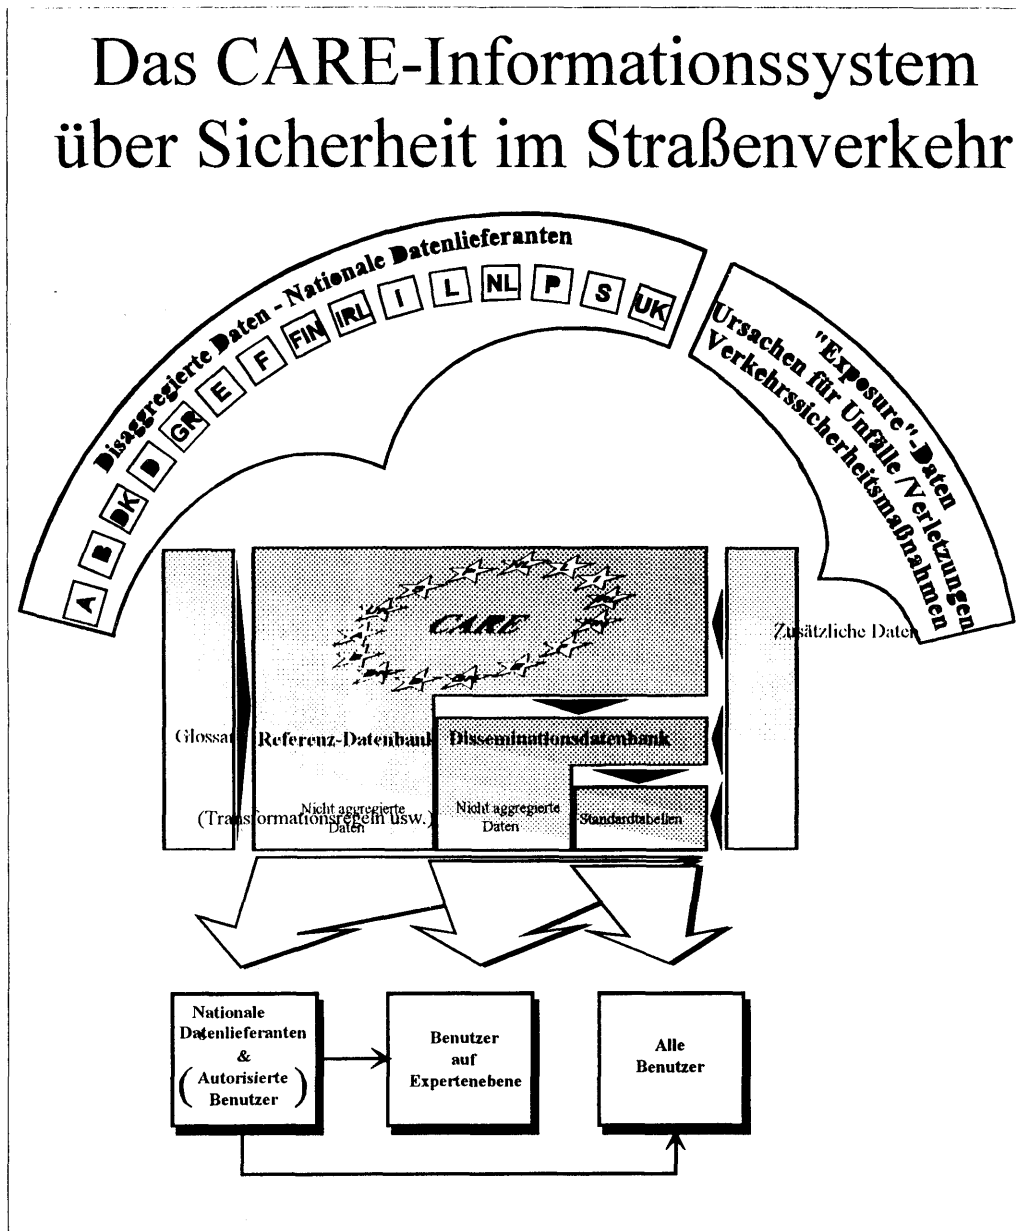 Das CARE-Informationssystem
über Sicherheit im Straßenverkehr
Disaggregierte Daten - Nationale Datenlieferanten
A B DK D GR E F FIN IRL I L NL P S UK
"Exposure"-Daten
Ursachen für Unfälle /Verletzungen
Verkehrssicherheitsmaßnahmen
CARE
Zusätzliche Daten
Glossar
(Transformationsregeln usw.)
Referenz-Datenbank
Nicht aggregierte
Daten
Disseminationsdatenbank
Nicht aggregierte
Daten
Standardtabellen
Nationale
Datenlieferanten
&
( Autorisierte
Benutzer )
Benutzer
auf
Expertenebene
Alle
Benutzer